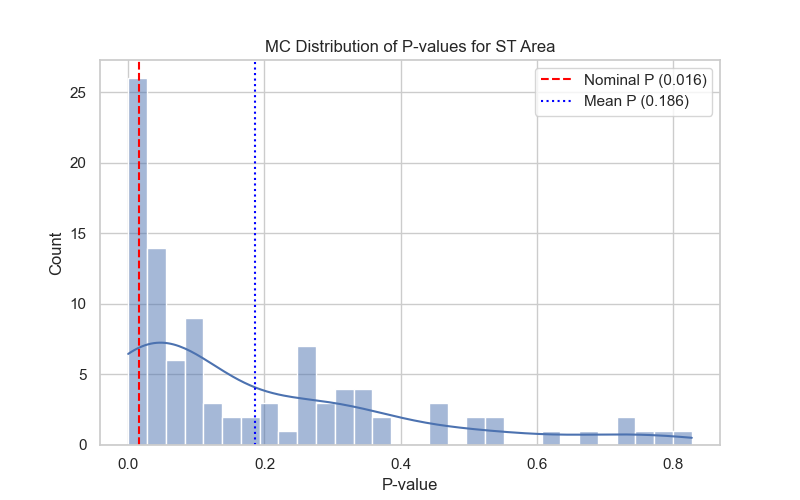 MC Distribution of P-values for ST Area
Nominal P (0.016)
Mean P (0.186)
Count
25
20
15
10
5
0
0.0 0.2 0.4 0.6 0.8
P-value